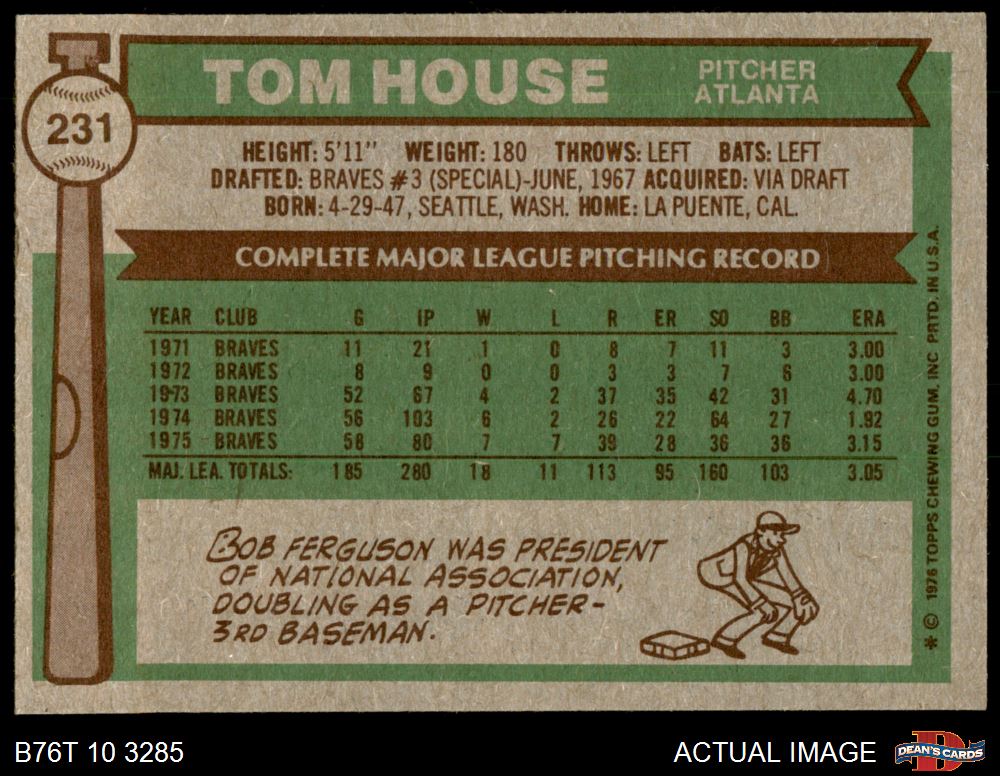 231
TOM HOUSE
PITCHER
ATLANTA
HEIGHT: 5'11" WEIGHT: 180 THROWS: LEFT BATS: LEFT
DRAFTED: BRAVES #3 (SPECIAL)-JUNE, 1967 ACQUIRED: VIA DRAFT
BORN: 4-29-47, SEATTLE, WASH. HOME: LA PUENTE, CAL.
COMPLETE MAJOR LEAGUE PITCHING RECORD
YEAR CLUB G IP W L R ER SO BB ERA
1971 BRAVES 11 21 1 0 8 7 11 3 3.00
1972 BRAVES 8 9 0 0 3 3 7 6 3.00
1973 BRAVES 52 67 4 2 37 35 42 31 4.70
1974 BRAVES 56 103 6 2 26 22 64 27 1.92
1975 BRAVES 58 80 7 7 39 28 36 36 3.15
MAJ. LEA. TOTALS: 185 280 18 11 113 95 160 103 3.05
BOB FERGUSON WAS PRESIDENT
OF NATIONAL ASSOCIATION,
DOUBLING AS A PITCHER-
3RD BASEMAN.
* © 1976 TOPPS CHEWING GUM, INC PRTD. IN U.S.A.
B76T 10 3285
ACTUAL IMAGE
D
DEAN'S CARDS